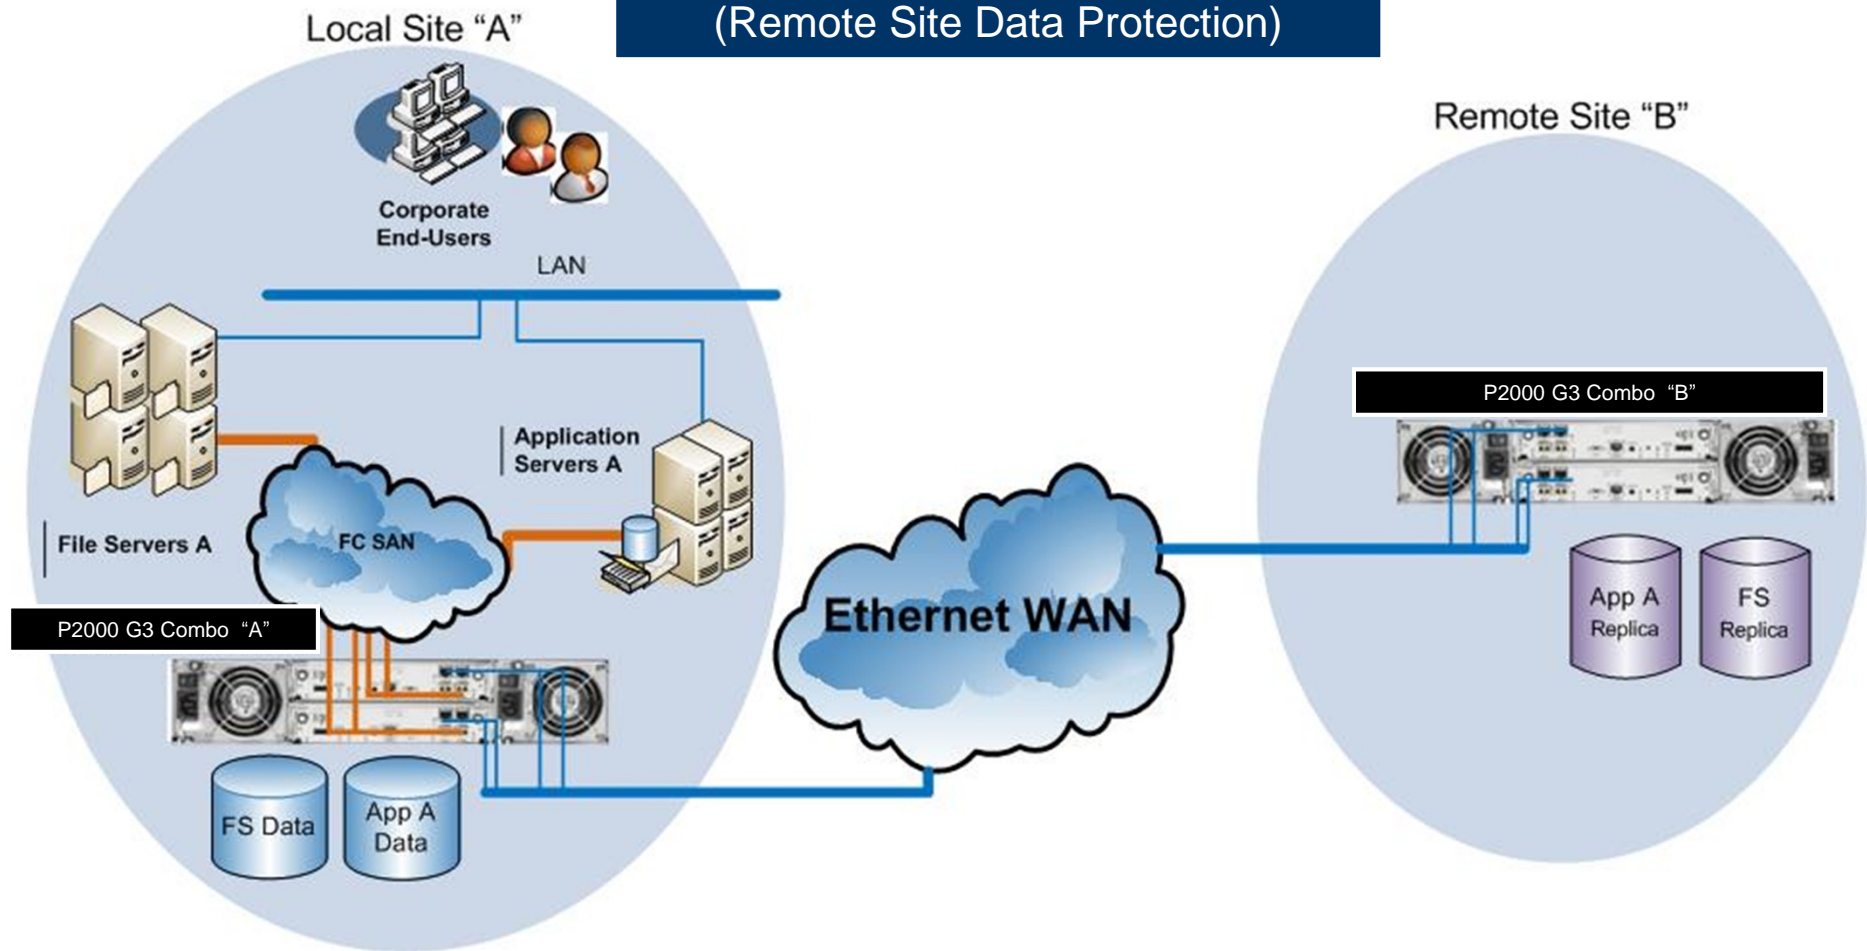 (Remote Site Data Protection)
Local Site “A”
Remote Site “B”
Corporate
End-Users
LAN
P2000 G3 Combo “B”
Application
Servers A
File Servers A
FC SAN
App A
Replica
FS
Replica
Ethernet WAN
P2000 G3 Combo “A”
FS Data
App A
Data